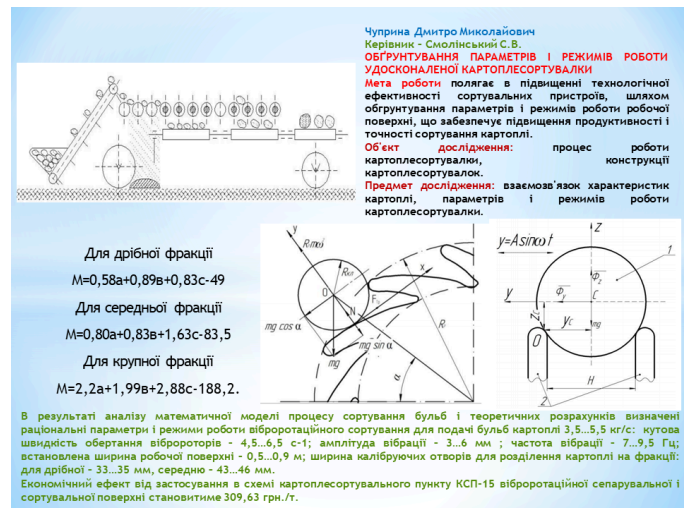 Чуприна Дмитро Миколайович
Керівник – Смолінський С.В.
ОБҐРУНТУВАННЯ ПАРАМЕТРІВ І РЕЖИМІВ РОБОТИ
УДОСКОНАЛЕНОЇ КАРТОПЛЕСОРТУВАЛКИ
Мета роботи полягає в підвищенні технологічної
ефективності сортувальних пристроїв, шляхом
обгрунтування параметрів і режимів роботи робочої
поверхні, що забезпечує підвищення продуктивності і
точності сортування картоплі.
Об'єкт дослідження: процес роботи
картоплесортувалки, конструкції
картоплесортувалок.
Предмет дослідження: взаємозв'язок характеристик
картоплі, параметрів і режимів роботи
картоплесортувалки.
Для дрібної фракції
М=0,58а+0,89в+0,83с-49
Для середньої фракції
М=0,80а+0,83в+1,63с-83,5
Для крупної фракції
М=2,2а+1,99в+2,88с-188,2.
y
Rmω²
Rкл
x
O
N
mg cos α
mg sin α
mg
R
α
y=Asinωt
Z
1
Фz
Фy
C
y
Zc
yc
mg
O
H
2
В результаті аналізу математичної моделі процесу сортування бульб і теоретичних розрахунків визначені
раціональні параметри і режими роботи віброротаційного сортування для подачі бульб картоплі 3,5…5,5 кг/с: кутова
швидкість обертання вібророторів – 4,5…6,5 с-1; амплітуда вібрації – 3…6 мм ; частота вібрації – 7…9,5 Гц;
встановлена ширина робочої поверхні – 0,5…0,9 м; ширина калібруючих отворів для розділення картоплі на фракції:
для дрібної – 33…35 мм, середню – 43…46 мм.
Економічний ефект від застосування в схемі картоплесортувального пункту КСП-15 віброротаційної сепарувальної і
сортувальної поверхні становитиме 309,63 грн./т.